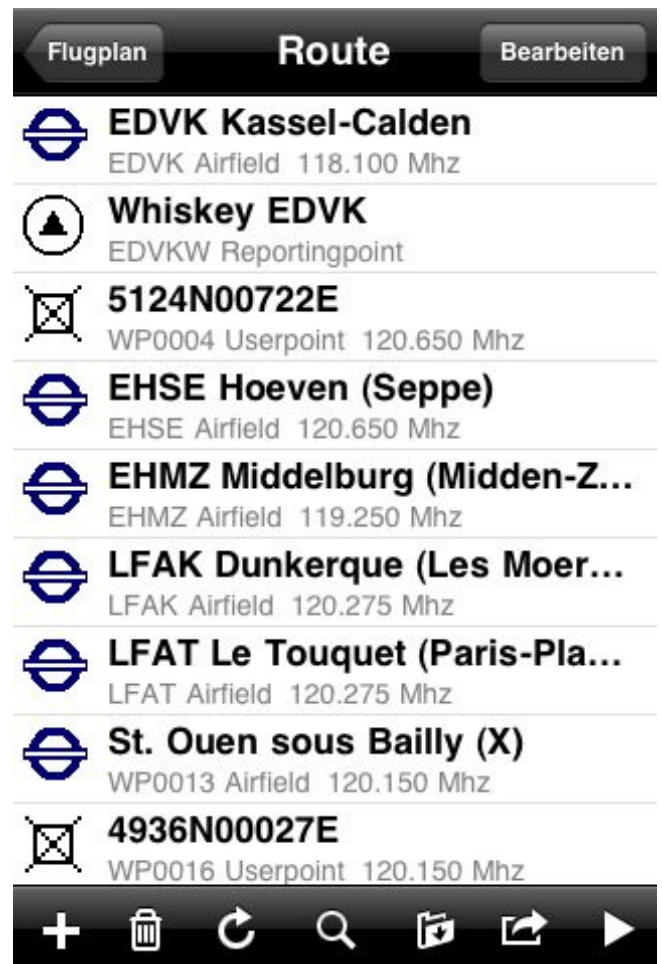 Flugplan Route Bearbeiten
EDVK Kassel-Calden
EDVK Airfield 118.100 Mhz
Whiskey EDVK
EDVKW Reportingpoint
5124N00722E
WP0004 Userpoint 120.650 Mhz
EHSE Hoeven (Seppe)
EHSE Airfield 120.650 Mhz
EHMZ Middelburg (Midden-Z...
EHMZ Airfield 119.250 Mhz
LFAK Dunkerque (Les Moer...
LFAK Airfield 120.275 Mhz
LFAT Le Touquet (Paris-Pla...
LFAT Airfield 120.275 Mhz
St. Ouen sous Bailly (X)
WP0013 Airfield 120.150 Mhz
4936N00027E
WP0016 Userpoint 120.150 Mhz